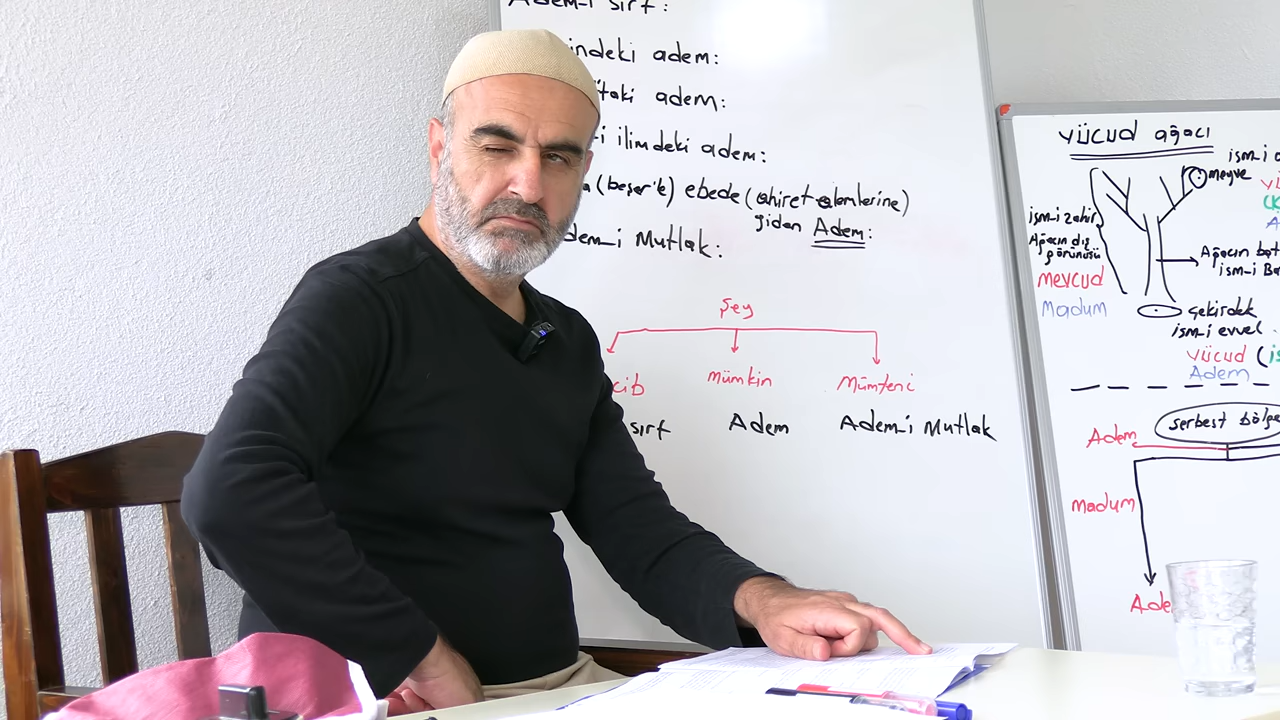 Adem-i Sırf:
indeki adem:
taki adem:
i ilimdeki adem:
(beşer'e) ebede (ahiret alemlerine)
giden Adem:
dem-i Mutlak:
Şey
cib Mümkin Mümteni
sırf Adem Adem-i Mutlak
vücud ağacı
ism-i
meyve
ism-i zahir
Ağacın dış
görünüşü
Ağacın bat
ism-i Ba
mevcud
Madum
çekirdek
ism-i evvel
vücud (
Adem
serbest bölge
Adem
madum
Ade